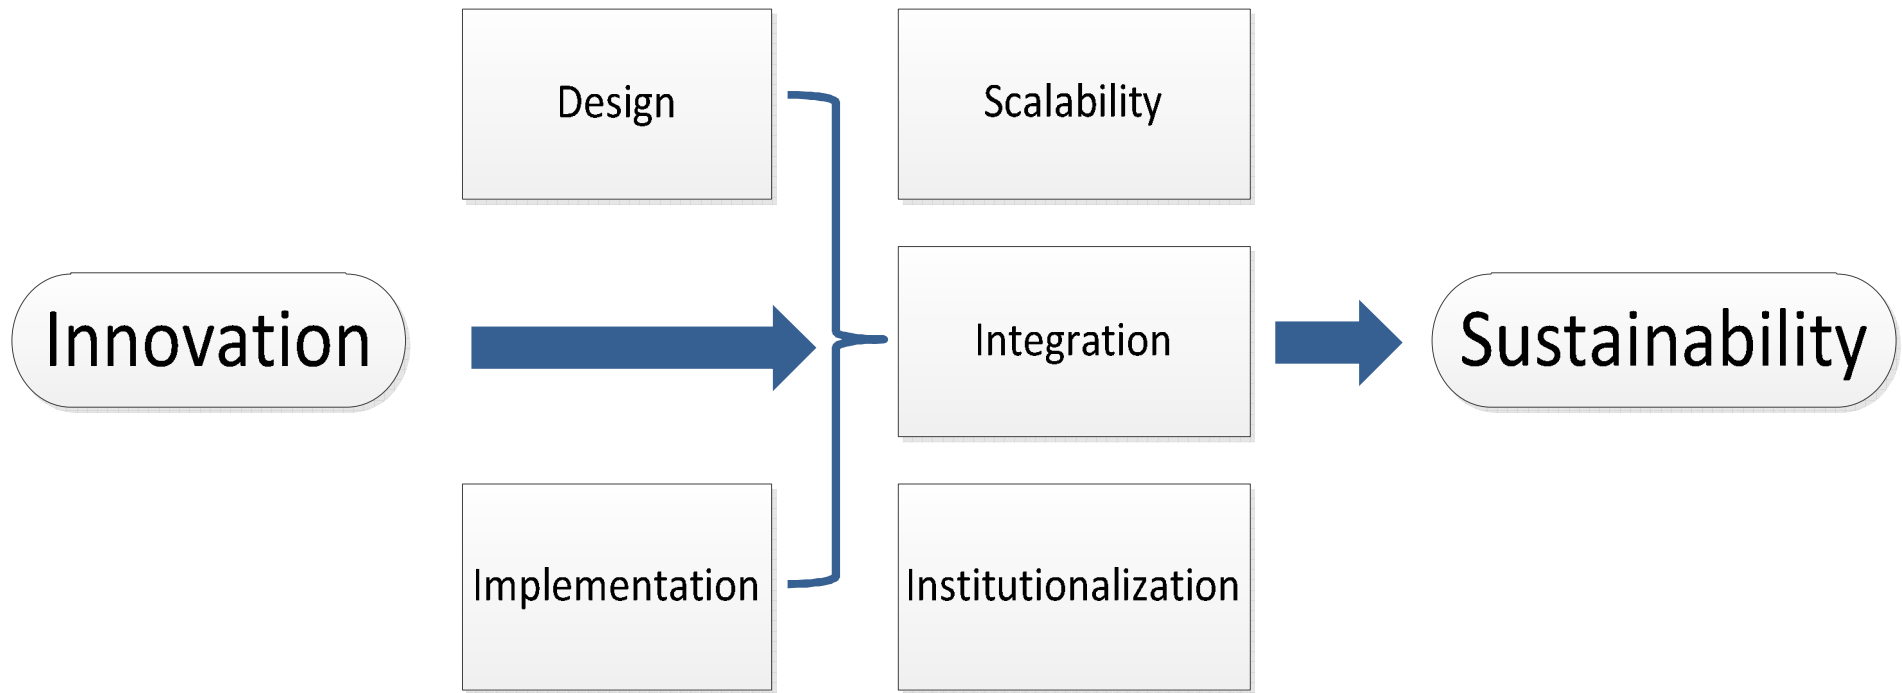 Innovation
Design
Implementation
Scalability
Integration
Institutionalization
Sustainability